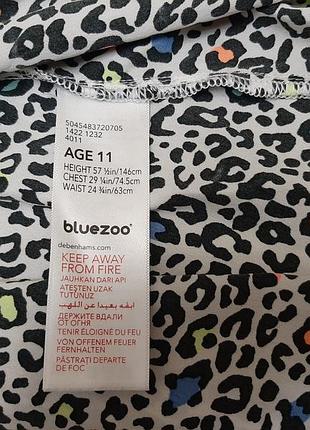 5045483720705
1422 1232
4011
AGE 11
HEIGHT 57 ½in/146cm
CHEST 29 ¼in/74.5cm
WAIST 24 ¾in/63cm
bluezoo
debenhams.com
KEEP AWAY
FROM FIRE
JAUHKAN DARI API
ATEŞTEN UZAK
TUTUNUZ
ابقه بعيدا عن اللهب
ДЕРЖИТЕ ВДАЛИ
ОТ ОГНЯ
TENIR ÉLOIGNÉ DU FEU
VON OFFENEM FEUER
FERNHALTEN
PĂSTRAȚI DEPARTE
DE FOC